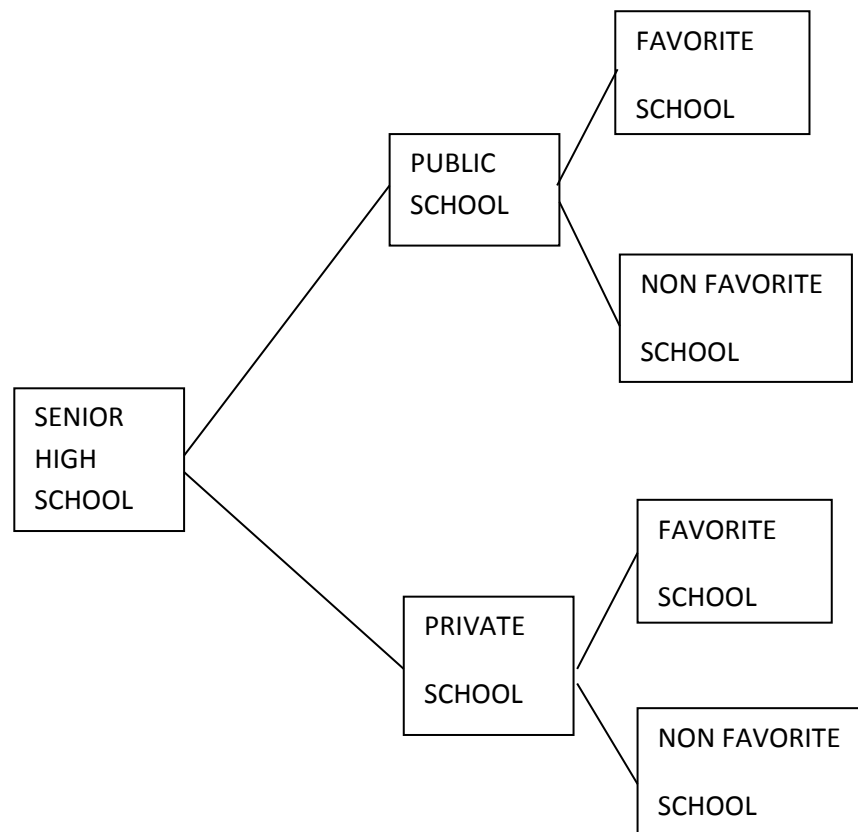 FAVORITE
SCHOOL
PUBLIC
SCHOOL
NON FAVORITE
SCHOOL
SENIOR
HIGH
SCHOOL
FAVORITE
SCHOOL
PRIVATE
SCHOOL
NON FAVORITE
SCHOOL